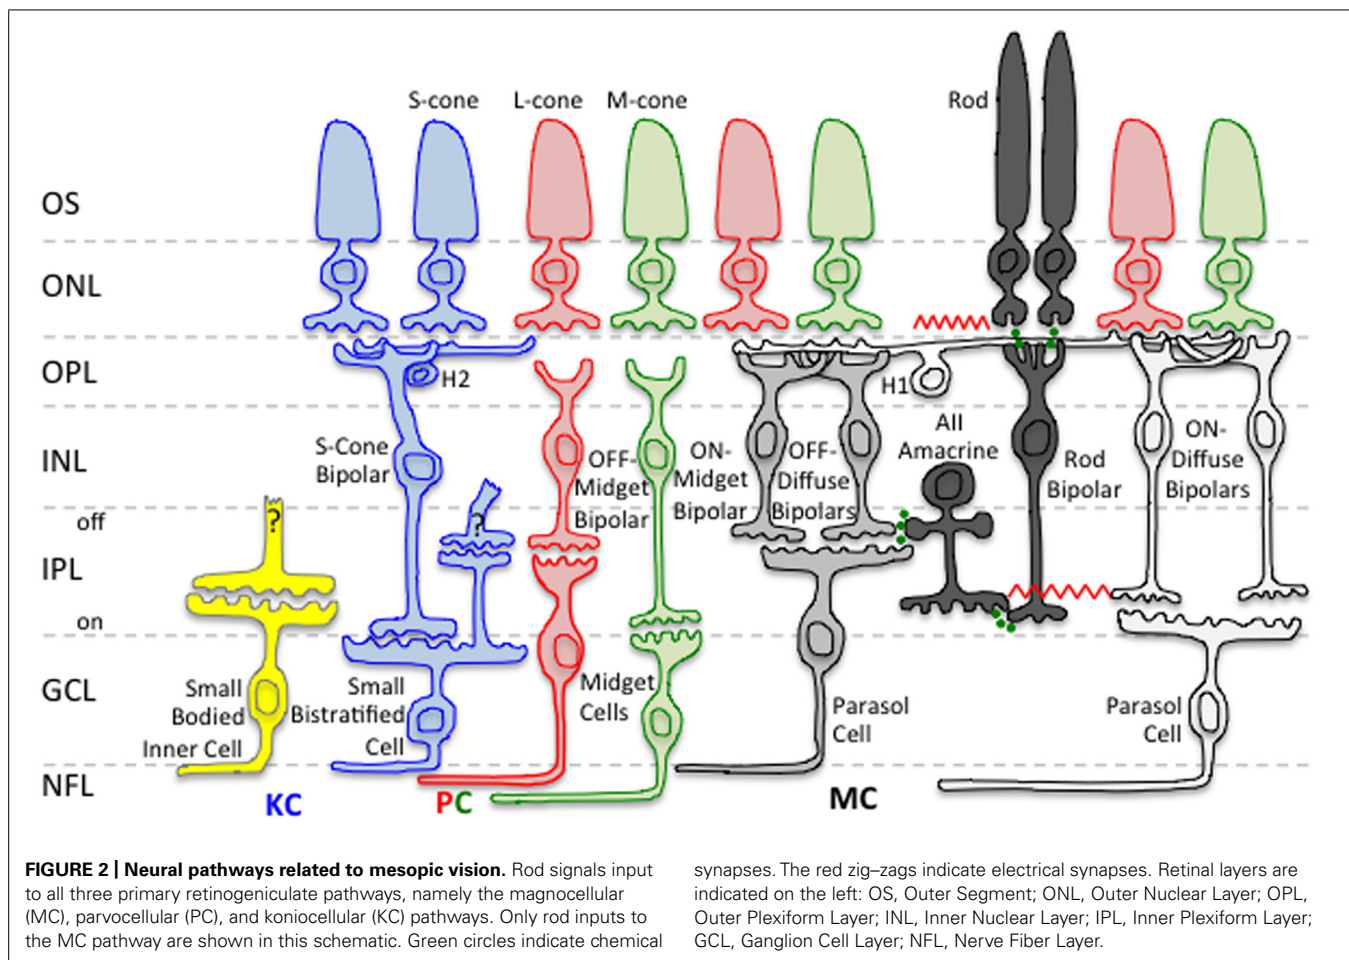 S-cone
L-cone
M-cone
Rod
OS
ONL
OPL
H2
H1
INL
S-Cone
Bipolar
OFF-
Midget
Bipolar
ON-
Midget
Bipolar
OFF-
Diffuse
Bipolars
AII
Amacrine
Rod
Bipolar
ON-
Diffuse
Bipolars
off
?
?
IPL
on
GCL
Small
Bodied
Inner Cell
Small
Bistratified
Cell
Midget
Cells
Parasol
Cell
Parasol
Cell
NFL
KC
PC
MC
FIGURE 2 | Neural pathways related to mesopic vision. Rod signals input
to all three primary retinogeniculate pathways, namely the magnocellular
(MC), parvocellular (PC), and koniocellular (KC) pathways. Only rod inputs to
the MC pathway are shown in this schematic. Green circles indicate chemical
synapses. The red zig–zags indicate electrical synapses. Retinal layers are
indicated on the left: OS, Outer Segment; ONL, Outer Nuclear Layer; OPL,
Outer Plexiform Layer; INL, Inner Nuclear Layer; IPL, Inner Plexiform Layer;
GCL, Ganglion Cell Layer; NFL, Nerve Fiber Layer.